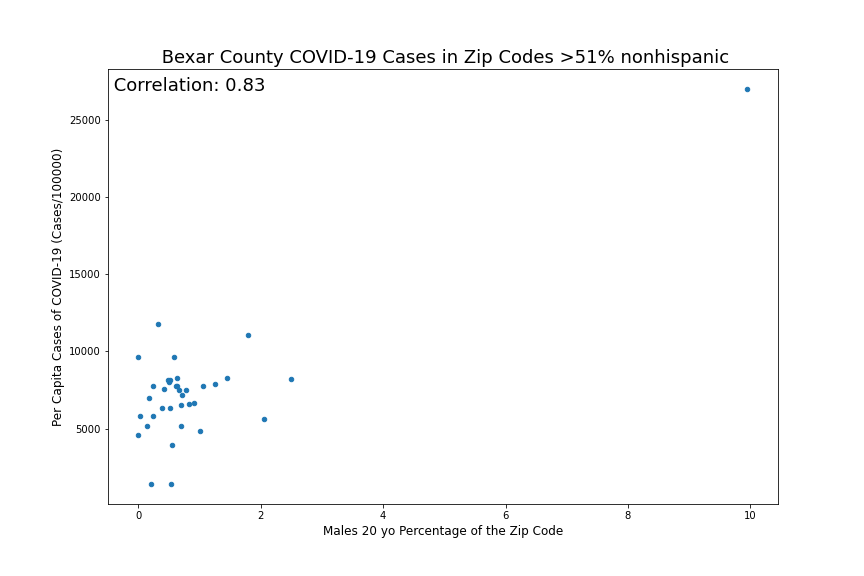 Bexar County COVID-19 Cases in Zip Codes >51% nonhispanic
Correlation: 0.83
25000
20000
15000
10000
5000
Per Capita Cases of COVID-19 (Cases/100000)
0 2 4 6 8 10
Males 20 yo Percentage of the Zip Code